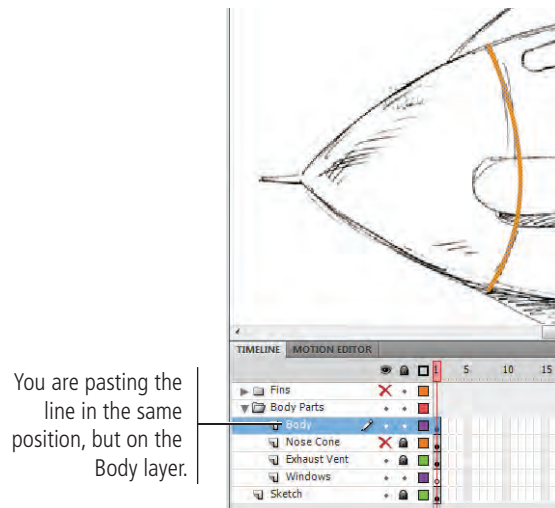 TIMELINE MOTION EDITOR
1 5 10 15
Fins
Body Parts
Body
Nose Cone
Exhaust Vent
Windows
Sketch
You are pasting the
line in the same
position, but on the
Body layer.